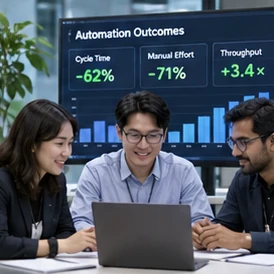 Automation Outcomes
Cycle Time
-62%
Manual Effort
-71%
Throughput
+3.4×